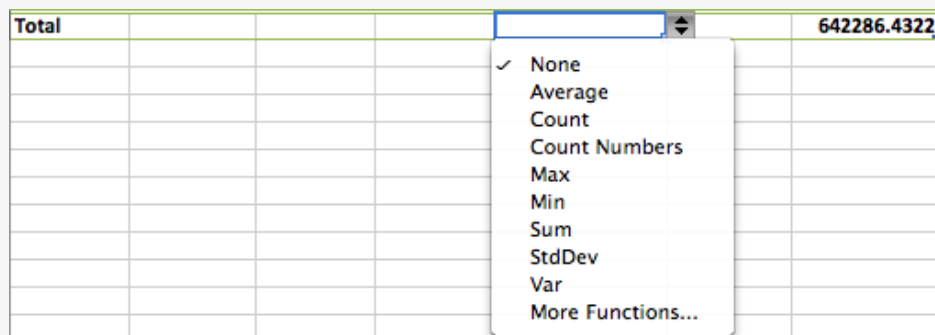 Total 642286.4322
✓ None
Average
Count
Count Numbers
Max
Min
Sum
StdDev
Var
More Functions...